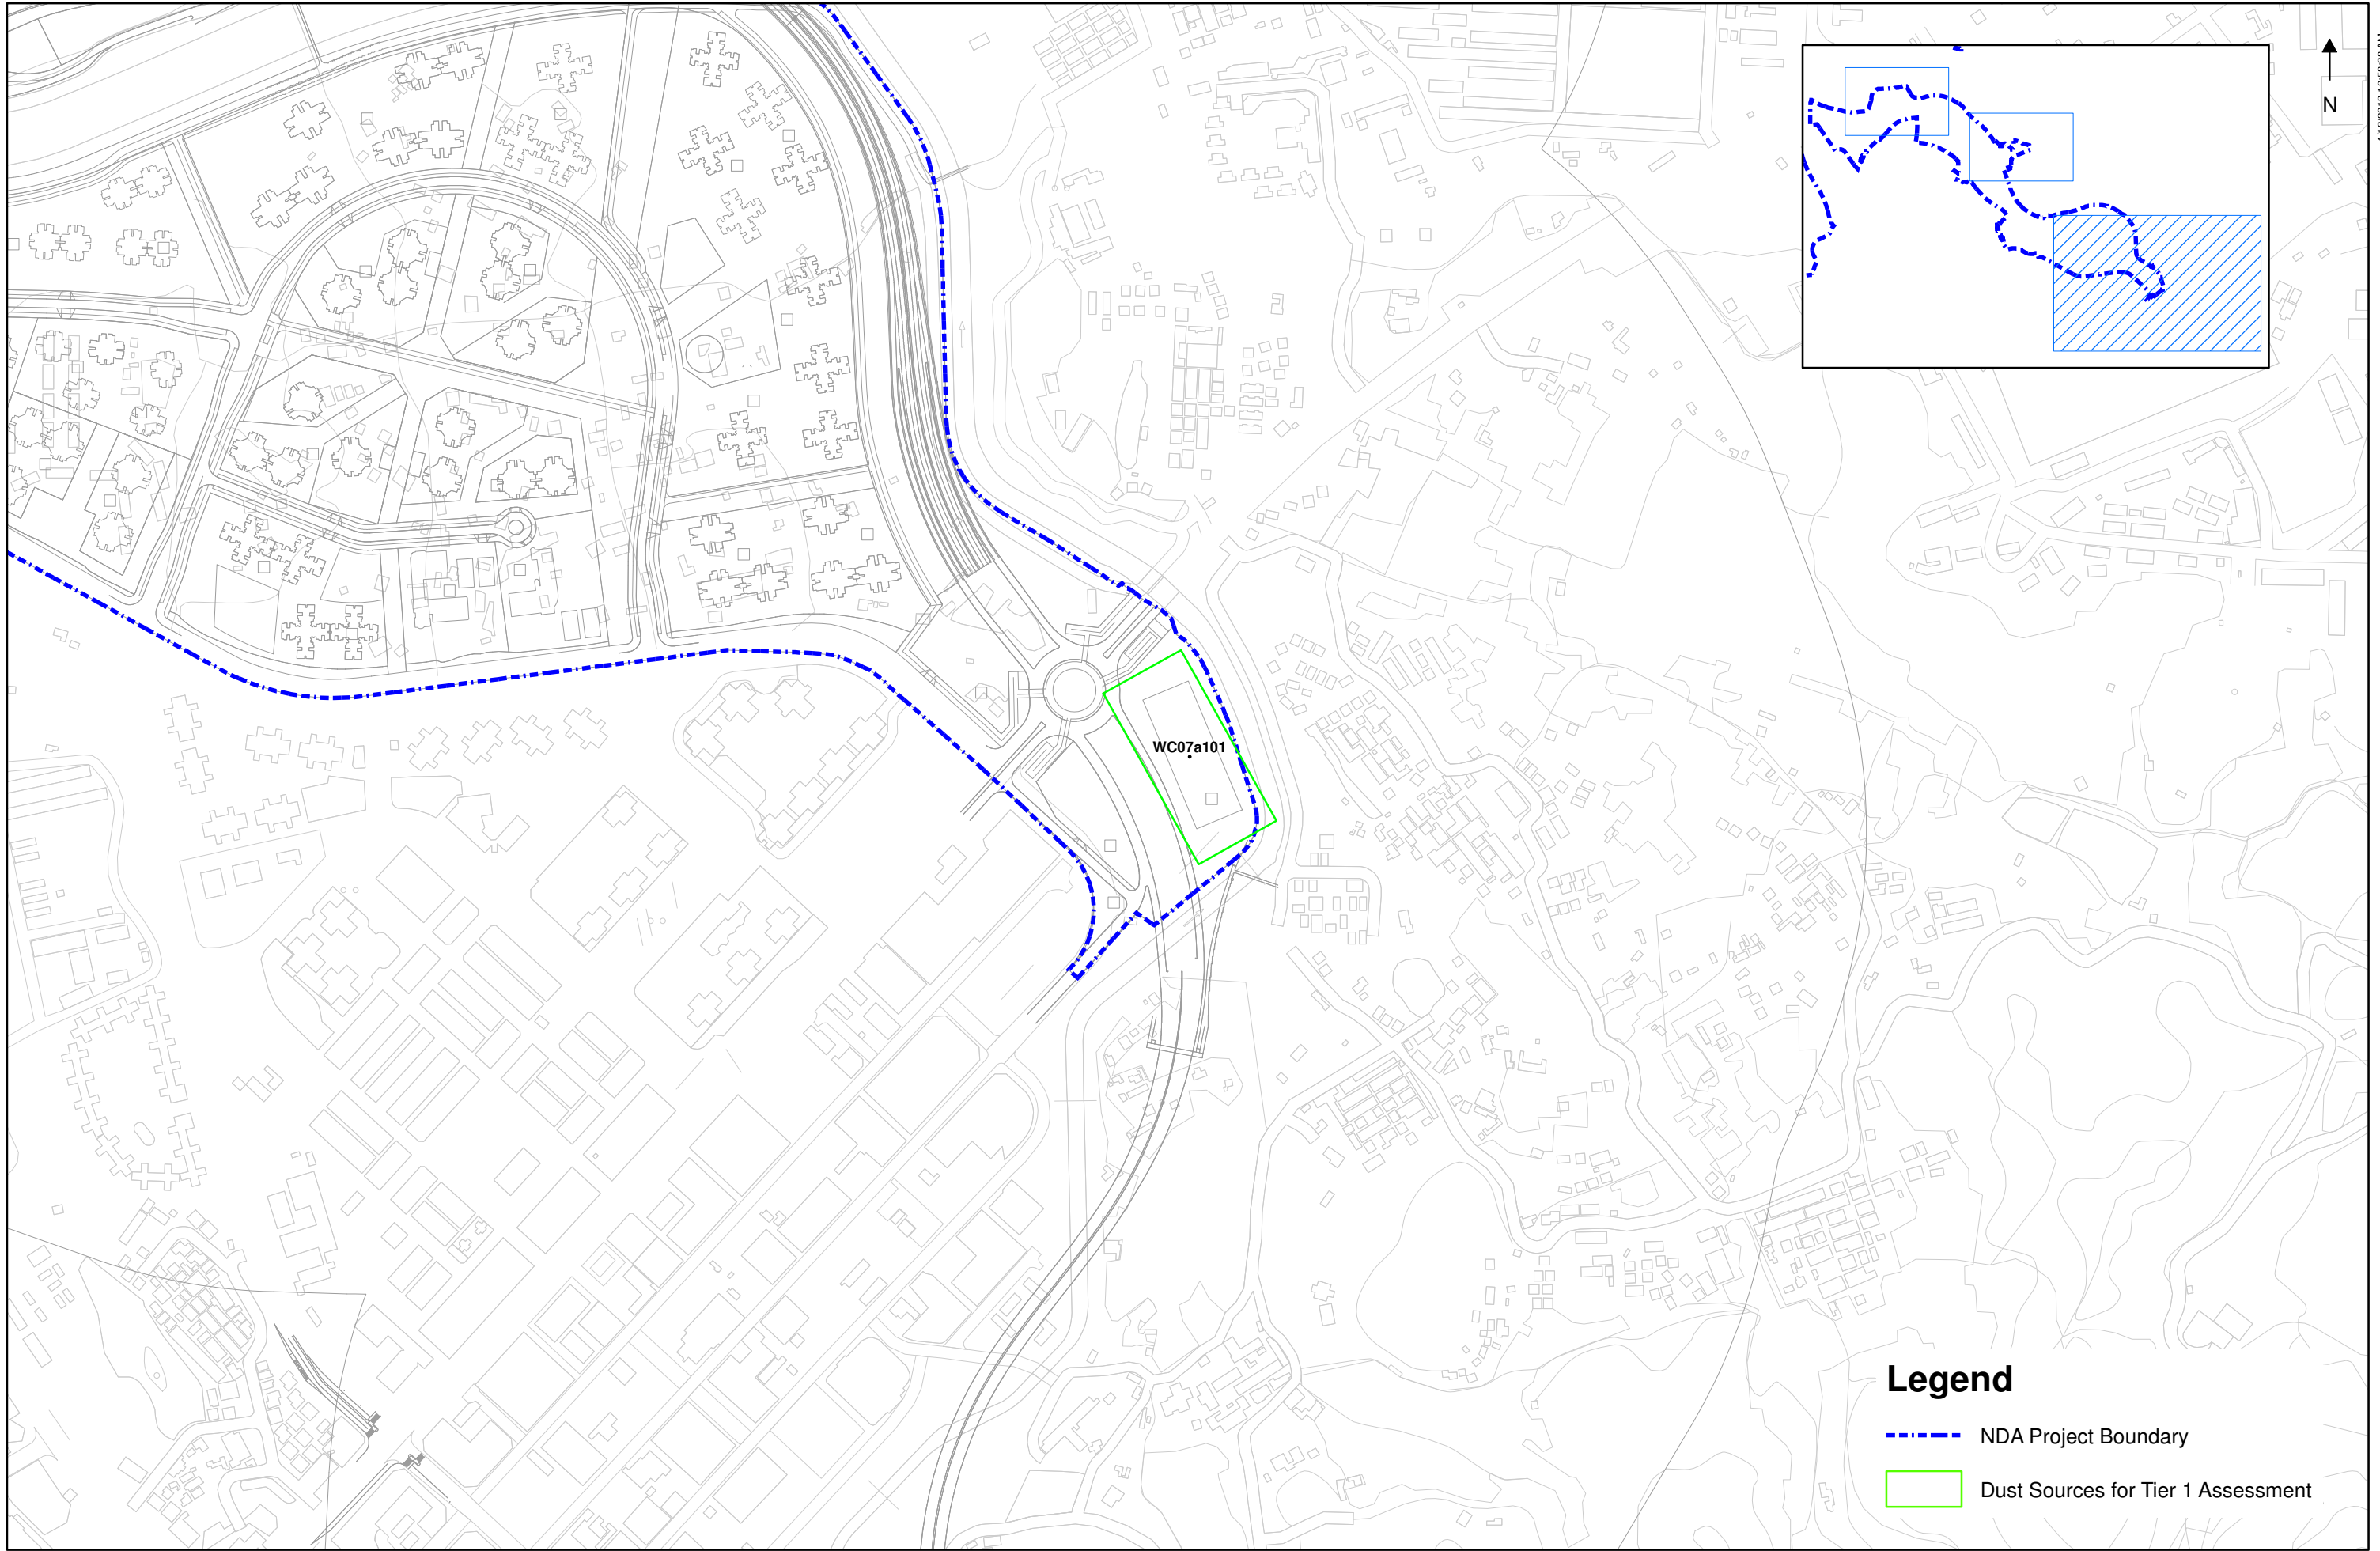 N
WC07a101
Legend
NDA Project Boundary
Dust Sources for Tier 1 Assessment